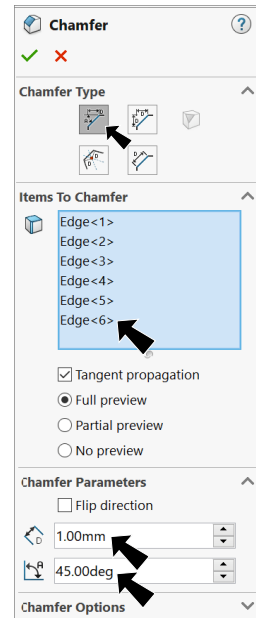 Chamfer
?
Chamfer Type
Items To Chamfer
Edge<1>
Edge<2>
Edge<3>
Edge<4>
Edge<5>
Edge<6>
Tangent propagation
Full preview
Partial preview
No preview
Chamfer Parameters
Flip direction
D
1.00mm
A
45.00deg
Chamfer Options